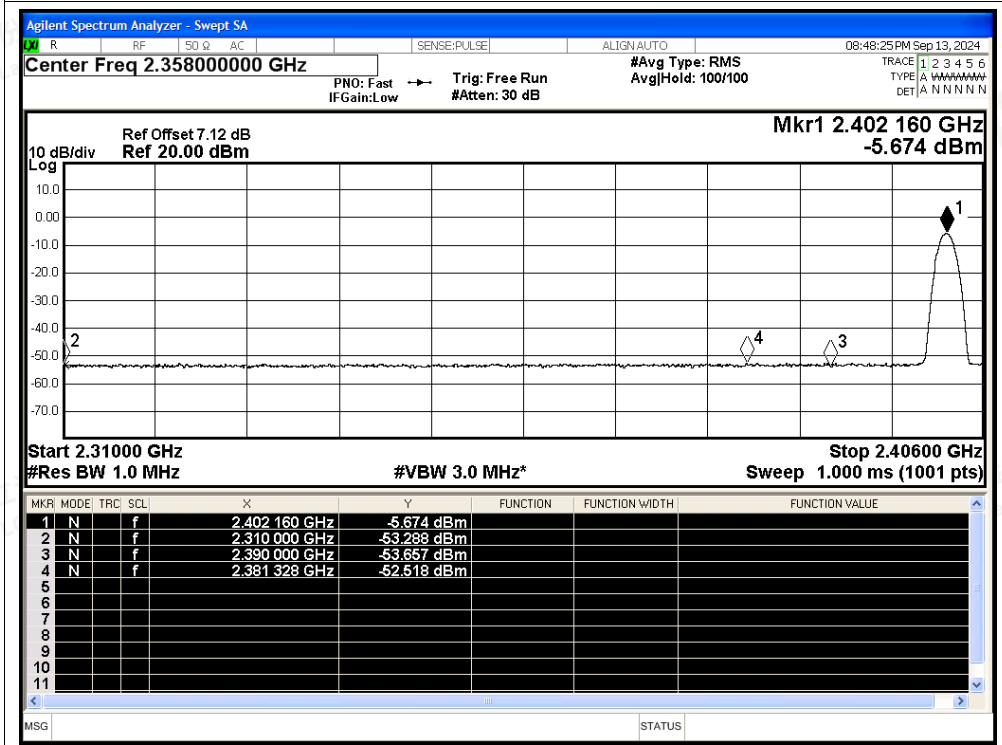 Agilent Spectrum Analyzer - Swept SA
LXI R RF 50 Ω AC SENSE:PULSE ALIGN AUTO 08:48:25 PM Sep 13, 2024
Center Freq 2.358000000 GHz
PNO: Fast
IFGain:Low
Trig: Free Run
#Atten: 30 dB
#Avg Type: RMS
Avg|Hold: 100/100
TRACE 1 2 3 4 5 6
TYPE A WWWWW
DET A N N N N N
Mkr1 2.402 160 GHz
-5.674 dBm
Ref Offset 7.12 dB
10 dB/div Ref 20.00 dBm
Log
10.0
0.00
-10.0
-20.0
-30.0
-40.0
-50.0
-60.0
-70.0
1
2
4
3
Start 2.31000 GHz Stop 2.40600 GHz
#Res BW 1.0 MHz #VBW 3.0 MHz* Sweep 1.000 ms (1001 pts)
MKR MODE TRC SCL X Y FUNCTION FUNCTION WIDTH FUNCTION VALUE
1 N f 2.402 160 GHz -5.674 dBm
2 N f 2.310 000 GHz -53.288 dBm
3 N f 2.390 000 GHz -53.657 dBm
4 N f 2.381 328 GHz -52.518 dBm
5
6
7
8
9
10
11
MSG STATUS